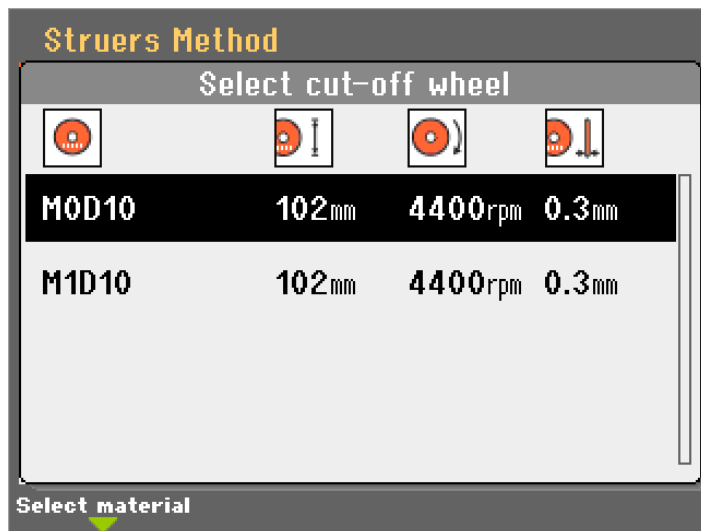 Struers Method
Select cut-off wheel
M0D10 102mm 4400rpm 0.3mm
M1D10 102mm 4400rpm 0.3mm
Select material